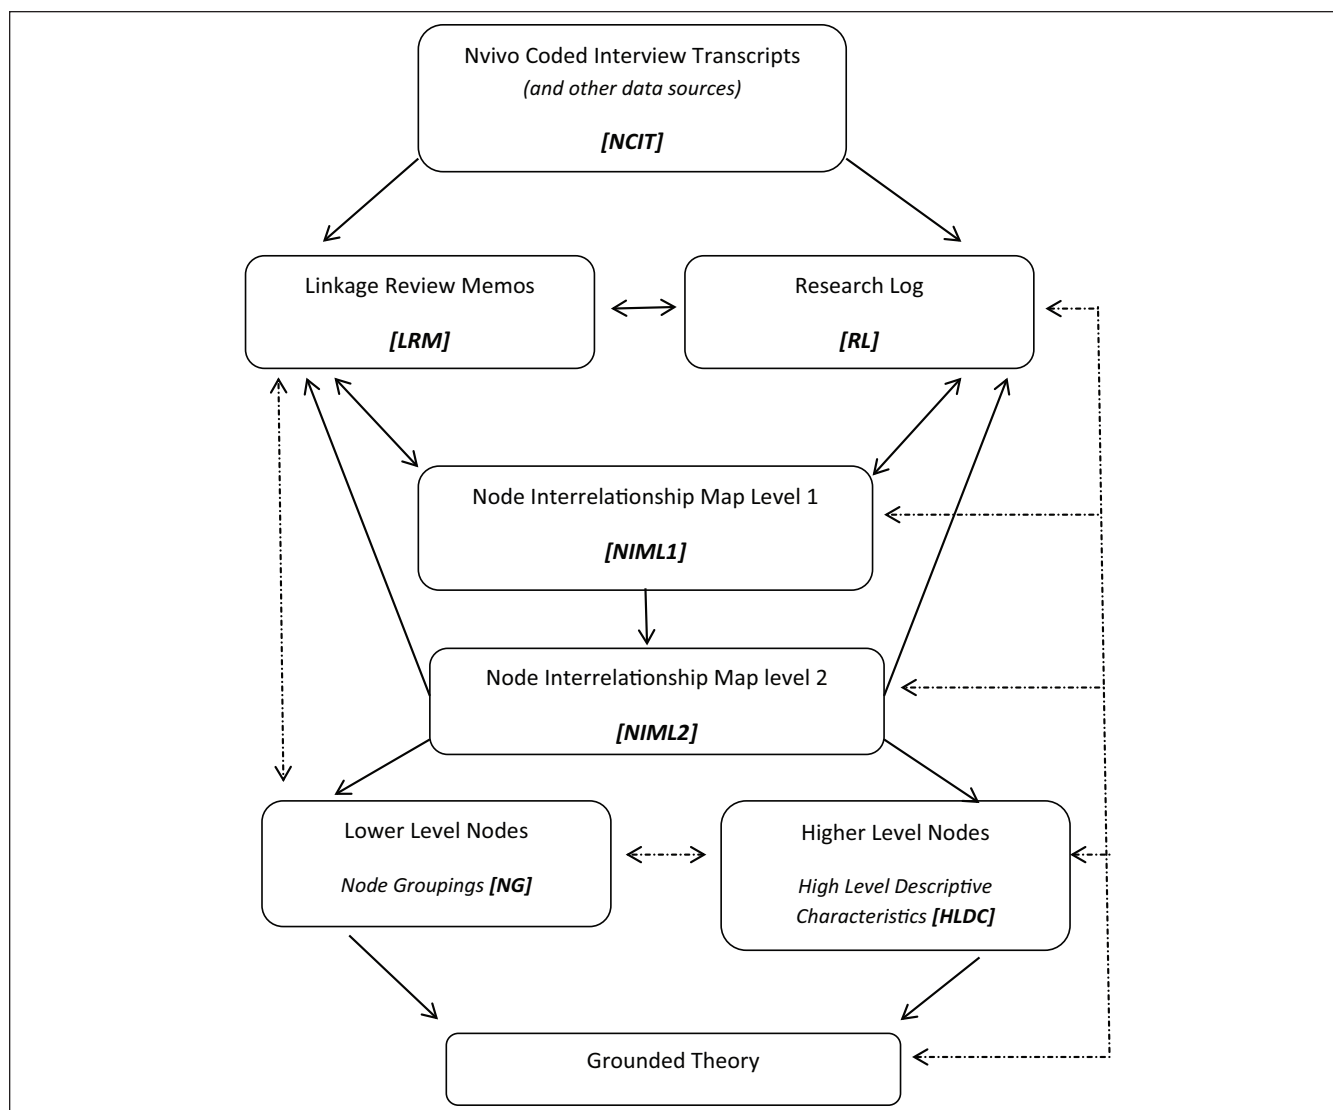 Nvivo Coded Interview Transcripts
(and other data sources)
[NCIT]
Linkage Review Memos
[LRM]
Research Log
[RL]
Node Interrelationship Map Level 1
[NIML1]
Node Interrelationship Map level 2
[NIML2]
Lower Level Nodes
Node Groupings [NG]
Higher Level Nodes
High Level Descriptive
Characteristics [HLDC]
Grounded Theory